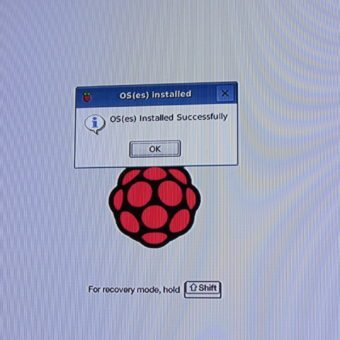 OS(es) installed
OS(es) Installed Successfully
OK
For recovery mode, hold ⇧ Shift